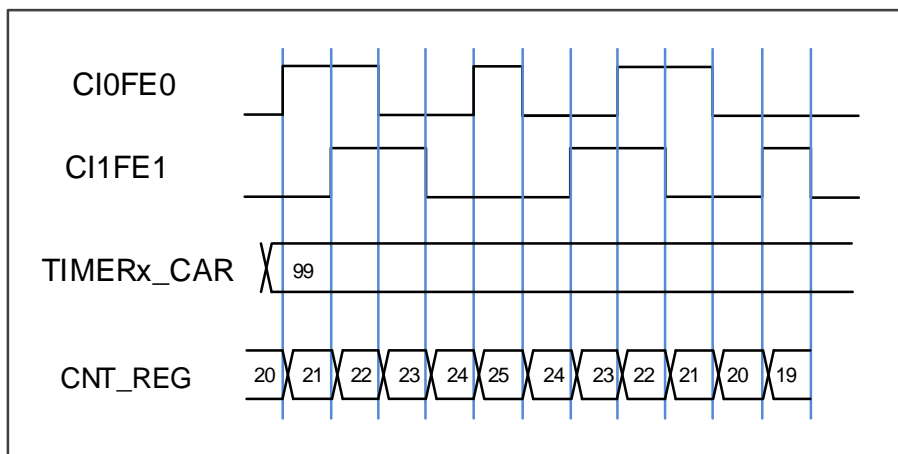 CI0FE0
CI1FE1
TIMERx_CAR 99
CNT_REG 20 21 22 23 24 25 24 23 22 21 20 19